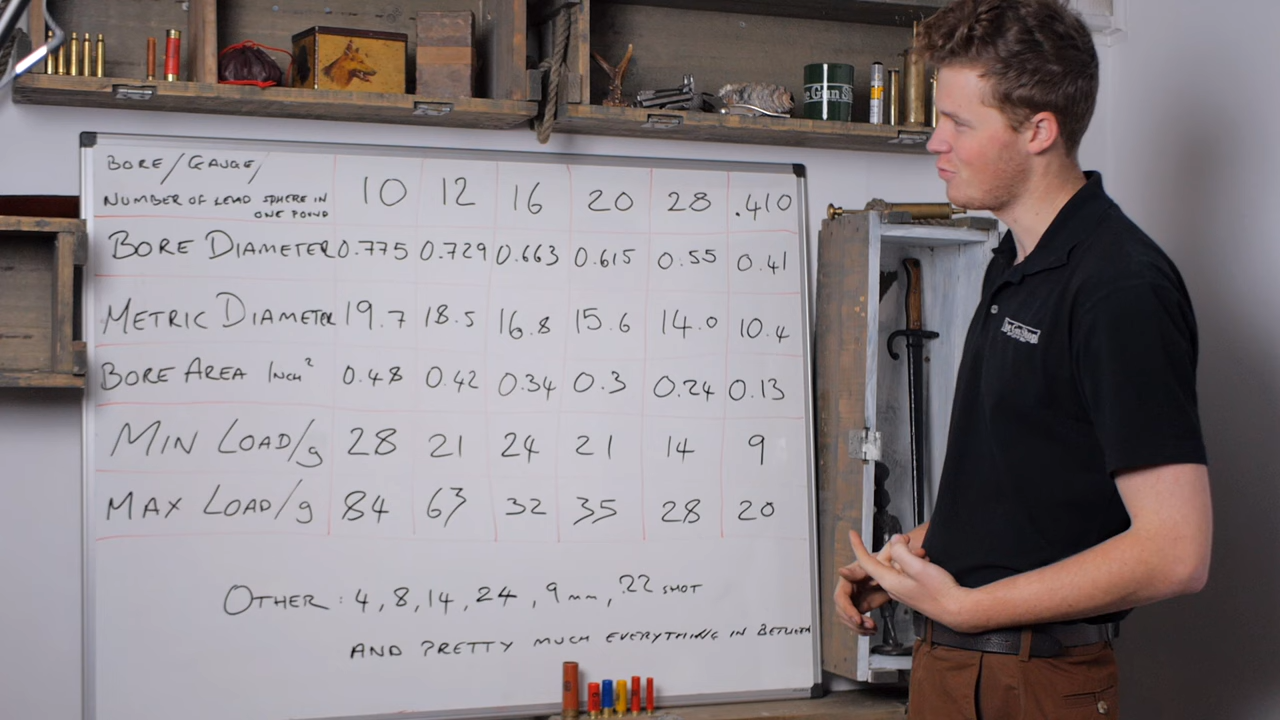 BORE/GAUGE/
NUMBER OF LEAD SPHERE IN ONE POUND 10 12 16 20 28 .410
BORE DIAMETER 0.775 0.729 0.663 0.615 0.55 0.41
METRIC DIAMETER 19.7 18.5 16.8 15.6 14.0 10.4
BORE AREA INCH² 0.48 0.42 0.34 0.3 0.24 0.13
MIN LOAD/g 28 21 24 21 14 9
MAX LOAD/g 84 63 32 35 28 20
OTHER: 4, 8, 14, 24, 9mm, .22 SHOT
AND PRETTY MUCH EVERYTHING IN BETWEEN
The Gun Shop